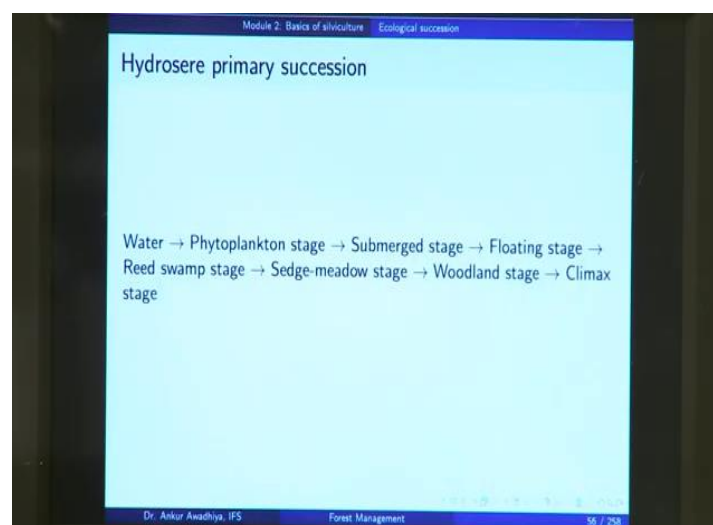 Module 2: Basics of silviculture Ecological succession
Hydrosere primary succession
Water → Phytoplankton stage → Submerged stage → Floating stage →
Reed swamp stage → Sedge-meadow stage → Woodland stage → Climax
stage
Dr. Ankur Awadhiya, IFS Forest Management 56 / 258